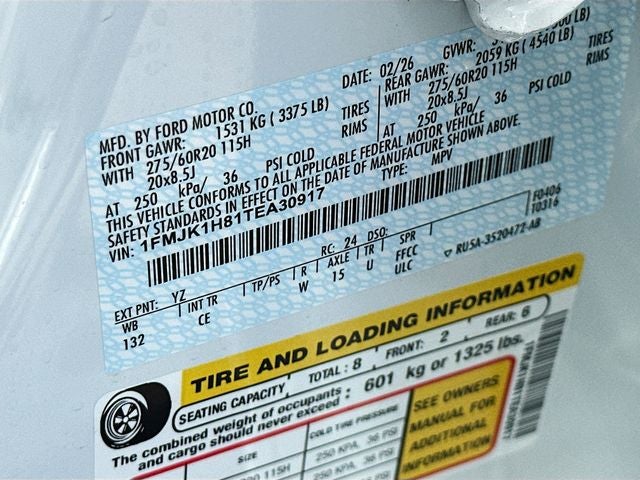 MFD. BY FORD MOTOR CO.
DATE: 02/26
GVWR:
FRONT GAWR: 1531 KG ( 3375 LB)
REAR GAWR: 2059 KG ( 4540 LB)
WITH 275/60R20 115H TIRES
WITH 275/60R20 115H TIRES
20x8.5J RIMS
20x8.5J RIMS
AT 250 kPa/ 36 PSI COLD
AT 250 kPa/ 36 PSI COLD
THIS VEHICLE CONFORMS TO ALL APPLICABLE FEDERAL MOTOR VEHICLE
SAFETY STANDARDS IN EFFECT ON THE DATE OF MANUFACTURE SHOWN ABOVE.
VIN: 1FMJK1H81TEA30917
TYPE: MPV
F0406
T0316
EXT PNT: YZ
RC: 24 DSO:
WB INT TR TP/PS R AXLE TR SPR
132 CE W 15 U FFCC
ULC
RU5A-3520472-AB
TIRE AND LOADING INFORMATION
SEATING CAPACITY TOTAL : 8 FRONT: 2 REAR: 6
The combined weight of occupants and cargo should never exceed : 601 kg or 1325 lbs.
SIZE
COLD TIRE PRESSURE
115H 250 KPA, 36 PSI
250 KPA, 36 PSI
SEE OWNERS
MANUAL FOR
ADDITIONAL
INFORMATION